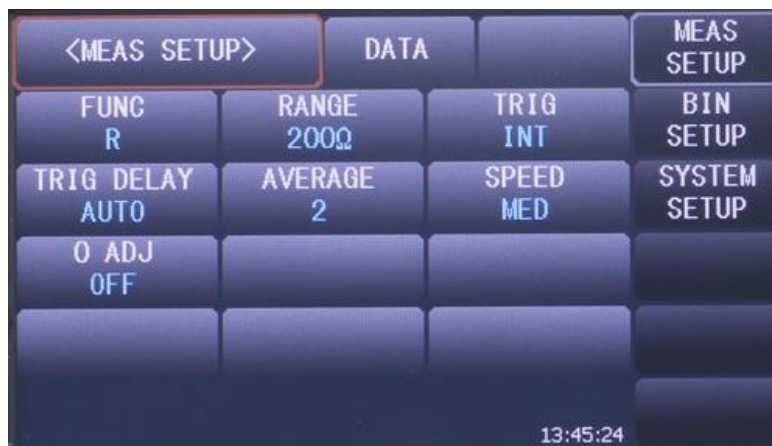 <MEAS SETUP>
DATA
MEAS
SETUP
FUNC
R
RANGE
200Ω
TRIG
INT
BIN
SETUP
TRIG DELAY
AUTO
AVERAGE
2
SPEED
MED
SYSTEM
SETUP
O ADJ
OFF
13:45:24